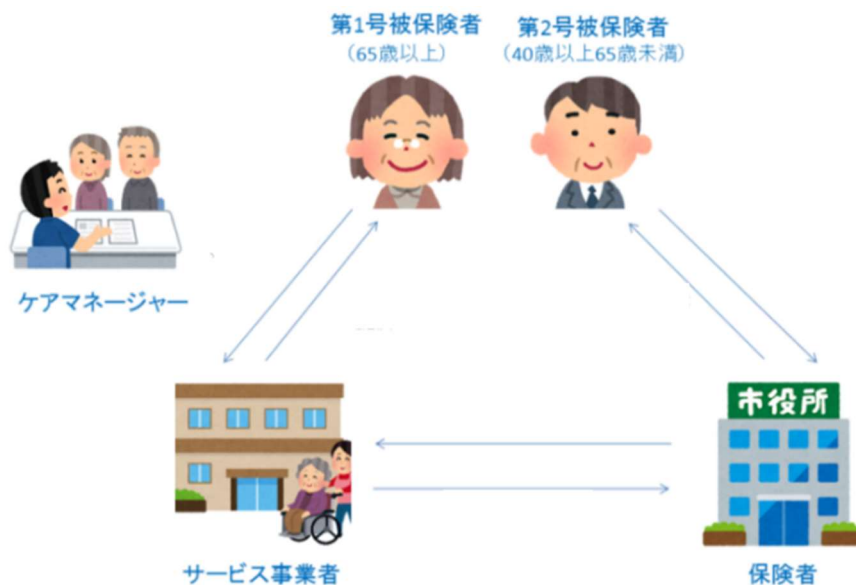 第1号被保険者
(65歳以上)
第2号被保険者
(40歳以上65歳未満)
ケアマネージャー
市役所
サービス事業者
保険者